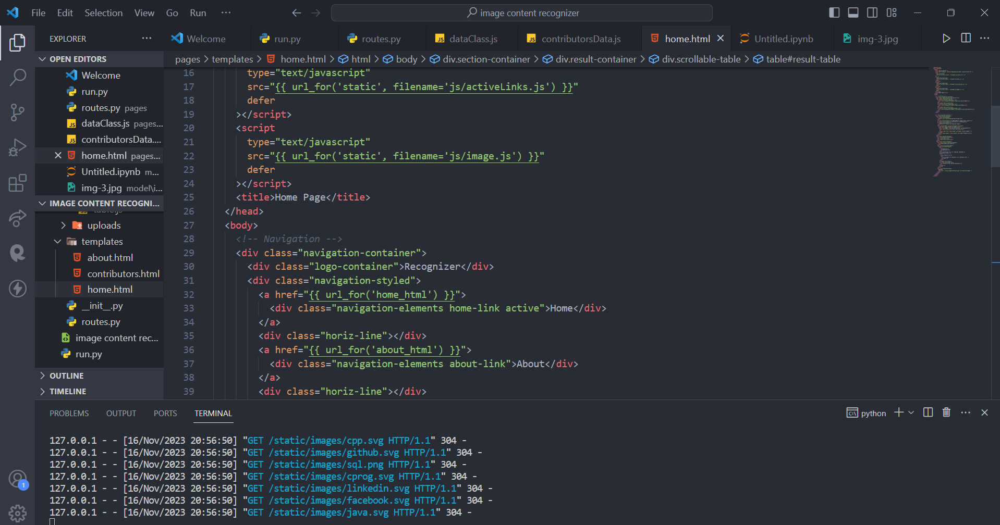 File Edit Selection View Go Run ···
image content recognizer
EXPLORER ···
Welcome run.py routes.py dataClass.js contributorsData.js home.html Untitled.ipynb img-3.jpg
OPEN EDITORS
Welcome
run.py
routes.py pages
dataClass.js pages...
contributorsData....
home.html pages...
Untitled.ipynb m...
img-3.jpg model\i...
IMAGE CONTENT RECOGNI...
table.js
uploads
templates
about.html
contributors.html
home.html
__init__.py
routes.py
image content rec...
run.py
OUTLINE
TIMELINE
pages > templates > home.html > html > body > div.section-container > div.result-container > div.scrollable-table > table#result-table
16 type="text/javascript"
17 src="{{ url_for('static', filename='js/activeLinks.js') }}"
18 defer
19 ></script>
20 <script
21 type="text/javascript"
22 src="{{ url_for('static', filename='js/image.js') }}"
23 defer
24 ></script>
25 <title>Home Page</title>
26 </head>
27 <body>
28 <!-- Navigation -->
29 <div class="navigation-container">
30 <div class="logo-container">Recognizer</div>
31 <div class="navigation-styled">
32 <a href="{{ url_for('home_html') }}">
33 <div class="navigation-elements home-link active">Home</div>
34 </a>
35 <div class="horiz-line"></div>
36 <a href="{{ url_for('about_html') }}">
37 <div class="navigation-elements about-link">About</div>
38 </a>
39 <div class="horiz-line"></div>
PROBLEMS OUTPUT PORTS TERMINAL
python
127.0.0.1 - - [16/Nov/2023 20:56:50] "GET /static/images/cpp.svg HTTP/1.1" 304 -
127.0.0.1 - - [16/Nov/2023 20:56:50] "GET /static/images/github.svg HTTP/1.1" 304 -
127.0.0.1 - - [16/Nov/2023 20:56:50] "GET /static/images/sql.png HTTP/1.1" 304 -
127.0.0.1 - - [16/Nov/2023 20:56:50] "GET /static/images/cprog.svg HTTP/1.1" 304 -
127.0.0.1 - - [16/Nov/2023 20:56:50] "GET /static/images/linkedin.svg HTTP/1.1" 304 -
127.0.0.1 - - [16/Nov/2023 20:56:50] "GET /static/images/facebook.svg HTTP/1.1" 304 -
127.0.0.1 - - [16/Nov/2023 20:56:50] "GET /static/images/java.svg HTTP/1.1" 304 -
1